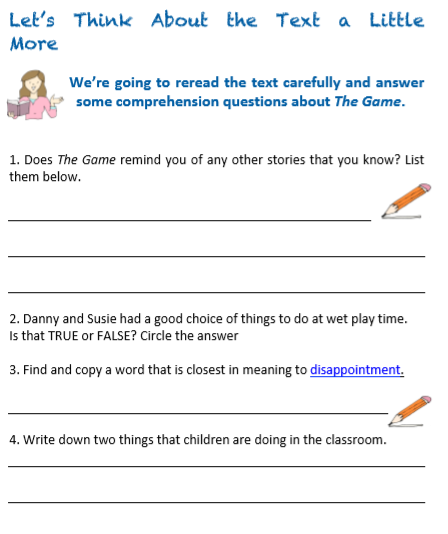 Let's Think About the Text a Little
More
We're going to reread the text carefully and answer
some comprehension questions about The Game.
1. Does The Game remind you of any other stories that you know? List
them below.
2. Danny and Susie had a good choice of things to do at wet play time.
Is that TRUE or FALSE? Circle the answer
3. Find and copy a word that is closest in meaning to disappointment.
4. Write down two things that children are doing in the classroom.